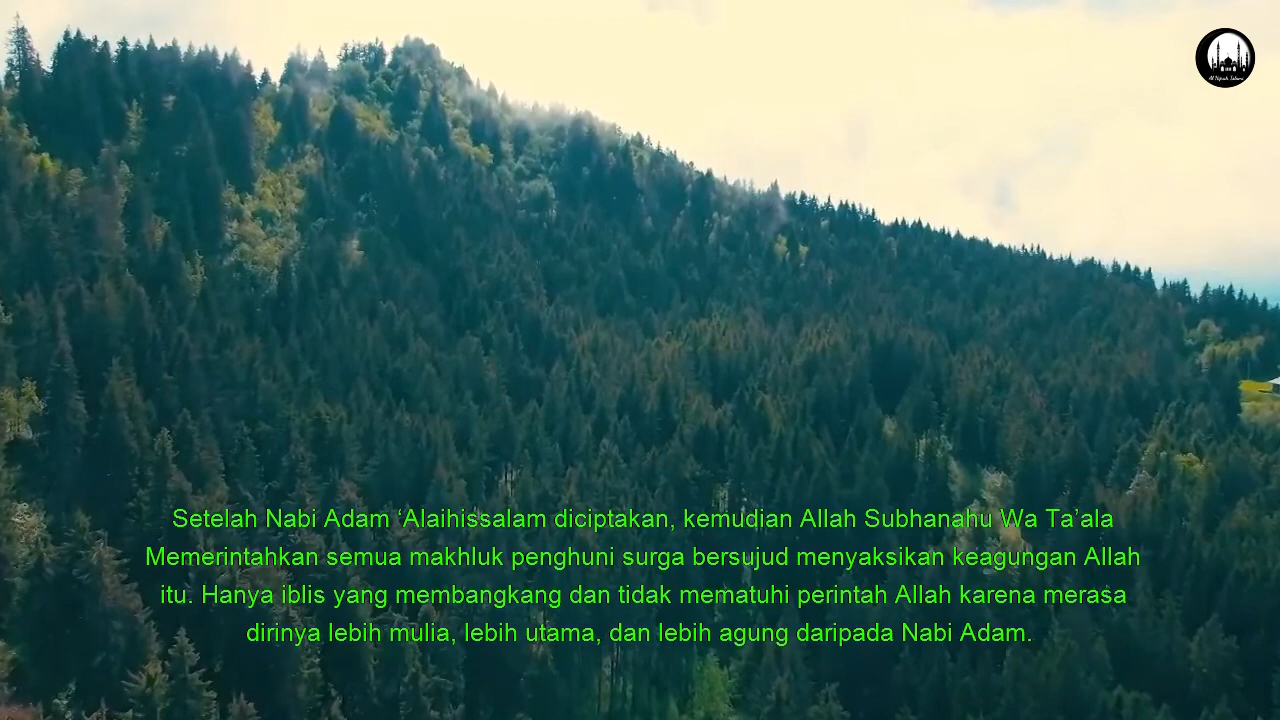 Setelah Nabi Adam ‘Alaihissalam diciptakan, kemudian Allah Subhanahu Wa Ta’ala
Memerintahkan semua makhluk penghuni surga bersujud menyaksikan keagungan Allah
itu. Hanya iblis yang membangkang dan tidak mematuhi perintah Allah karena merasa
dirinya lebih mulia, lebih utama, dan lebih agung daripada Nabi Adam.